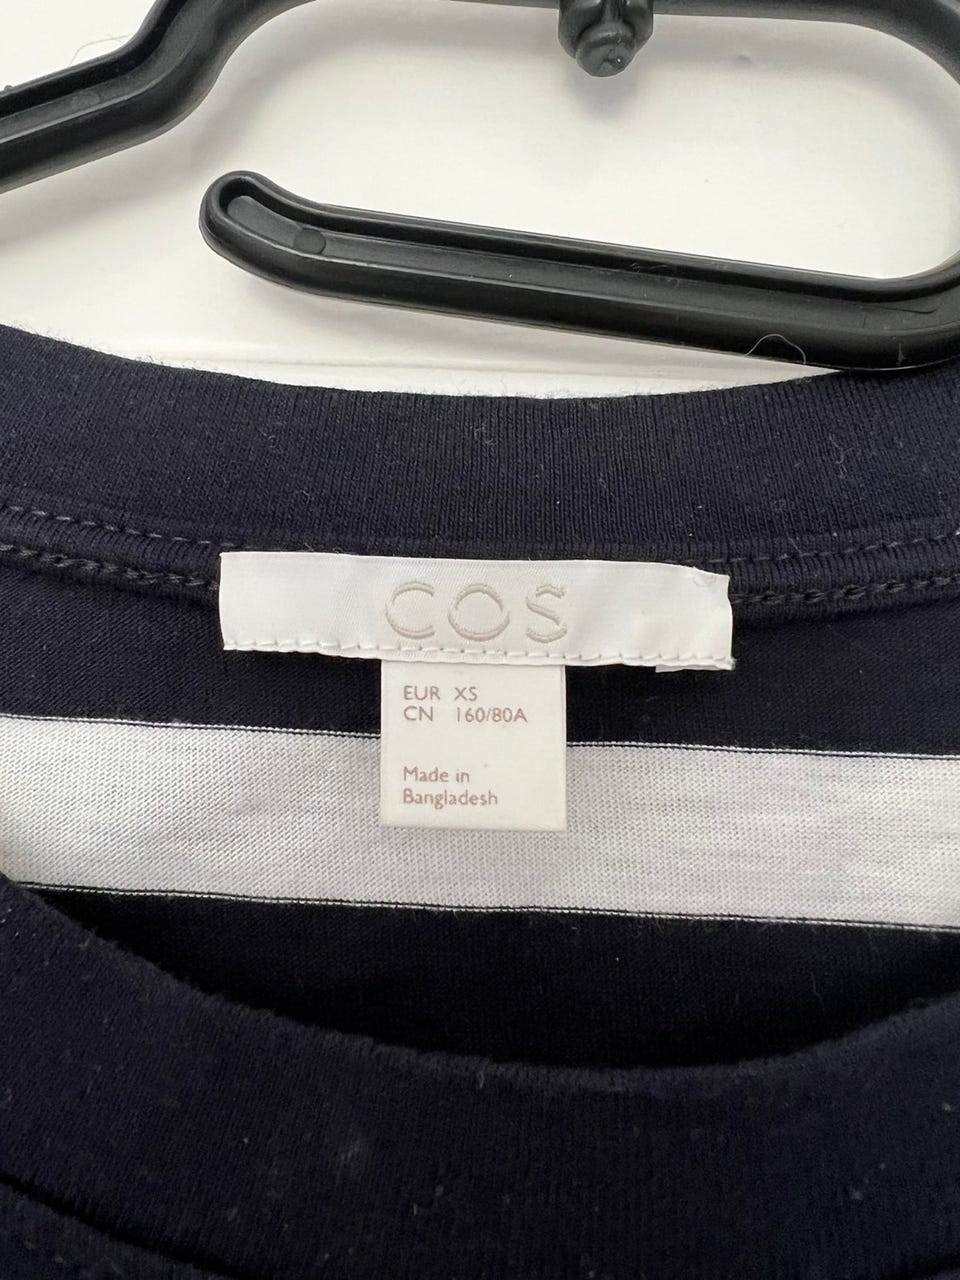 COS
EUR XS
CN 160/80A
Made in
Bangladesh